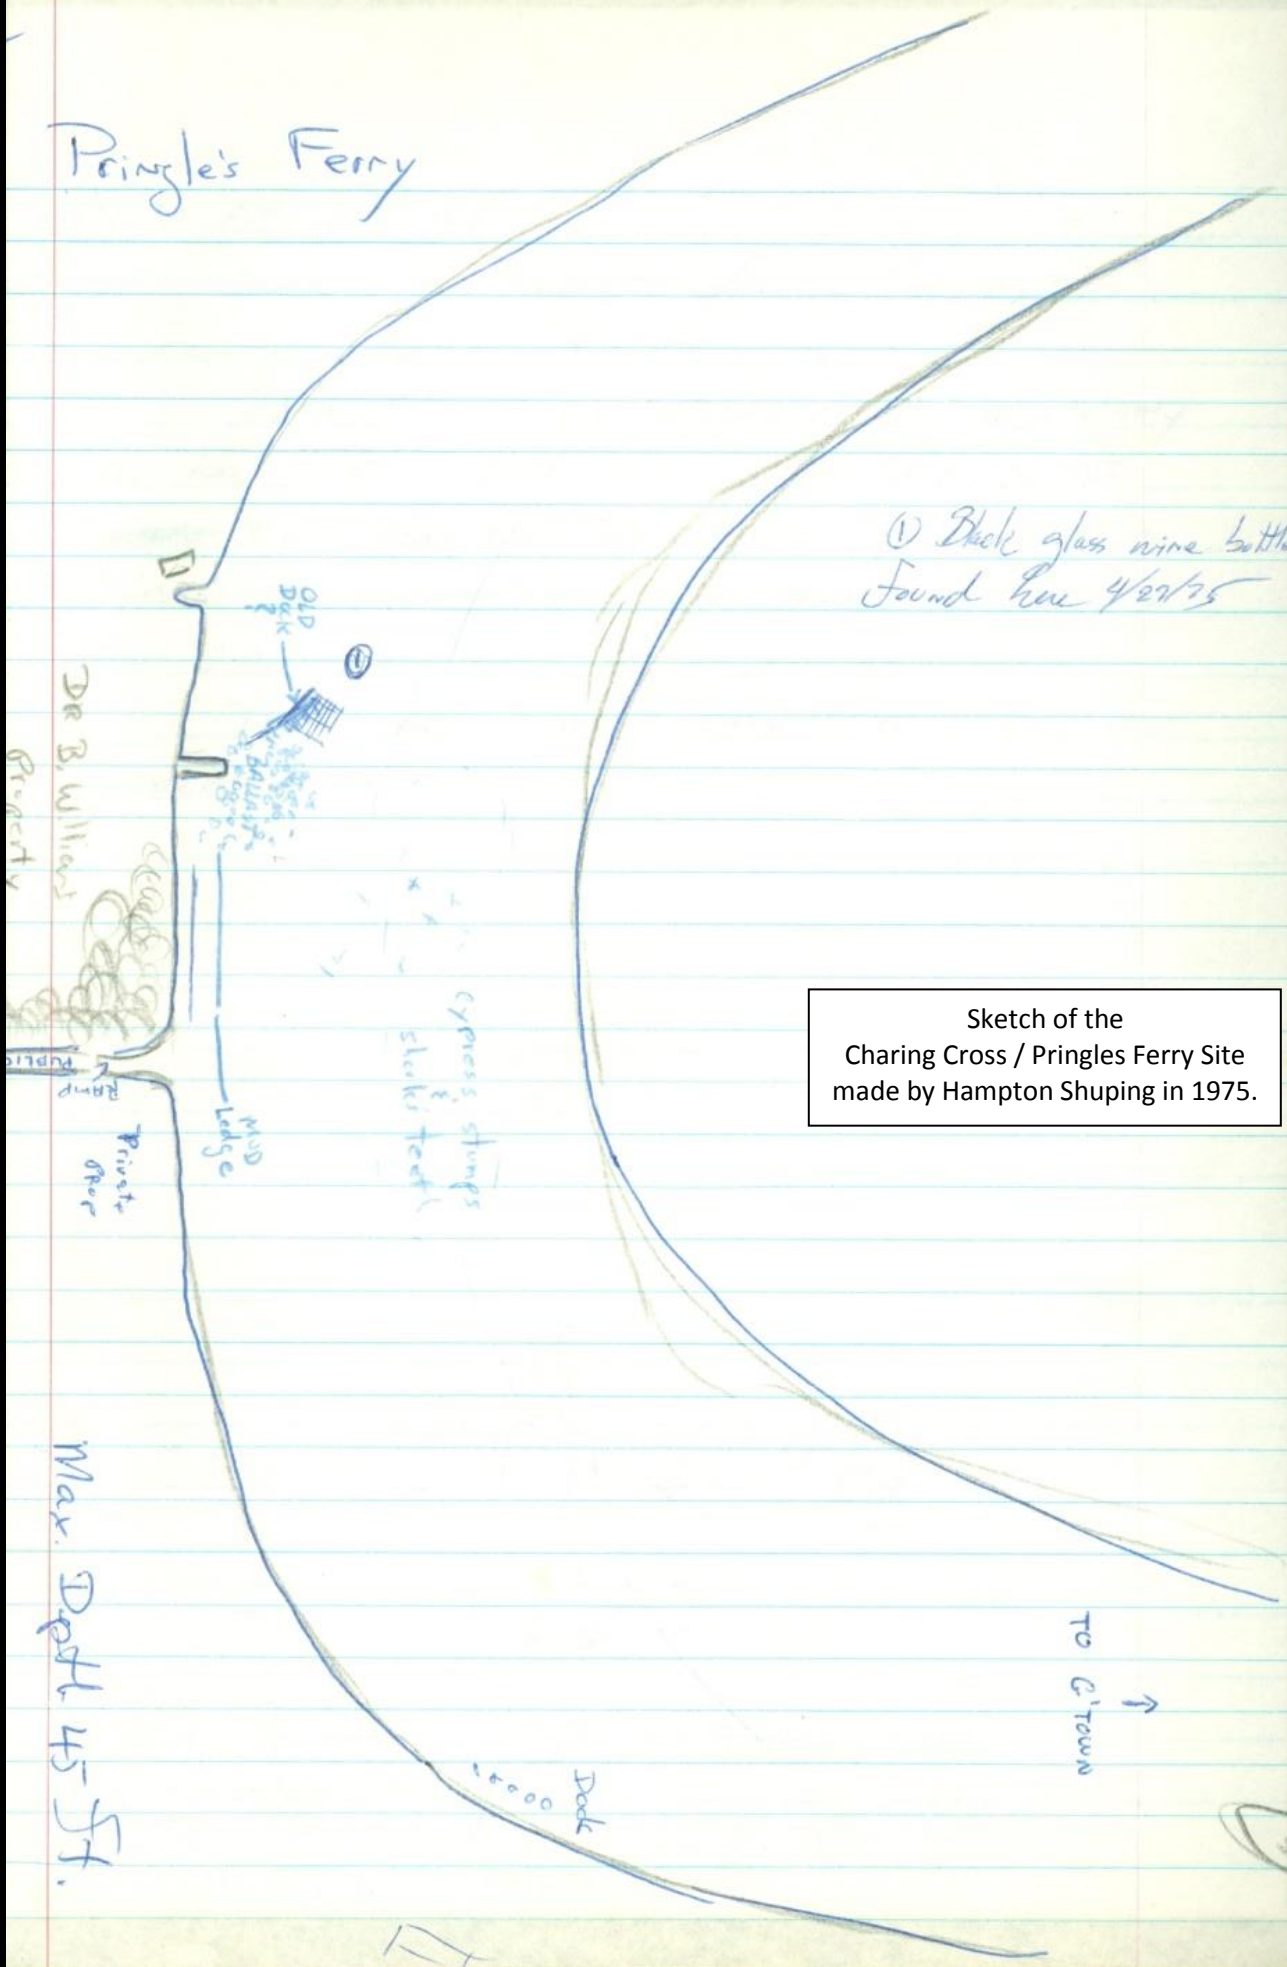 Pringle's Ferry
① Black glass wine bottle
found here 4/22/75
OLD
DOCK
?
①
BALLAST
DR B. Williams
Property
Cypress stumps
&
sharks teeth
Sketch of the
Charing Cross / Pringles Ferry Site
made by Hampton Shuping in 1975.
PUBLIC
RAMP
MUD
Ledge
Private
Prop
Max. Depth 45 ft.
TO G'TOWN
Dock